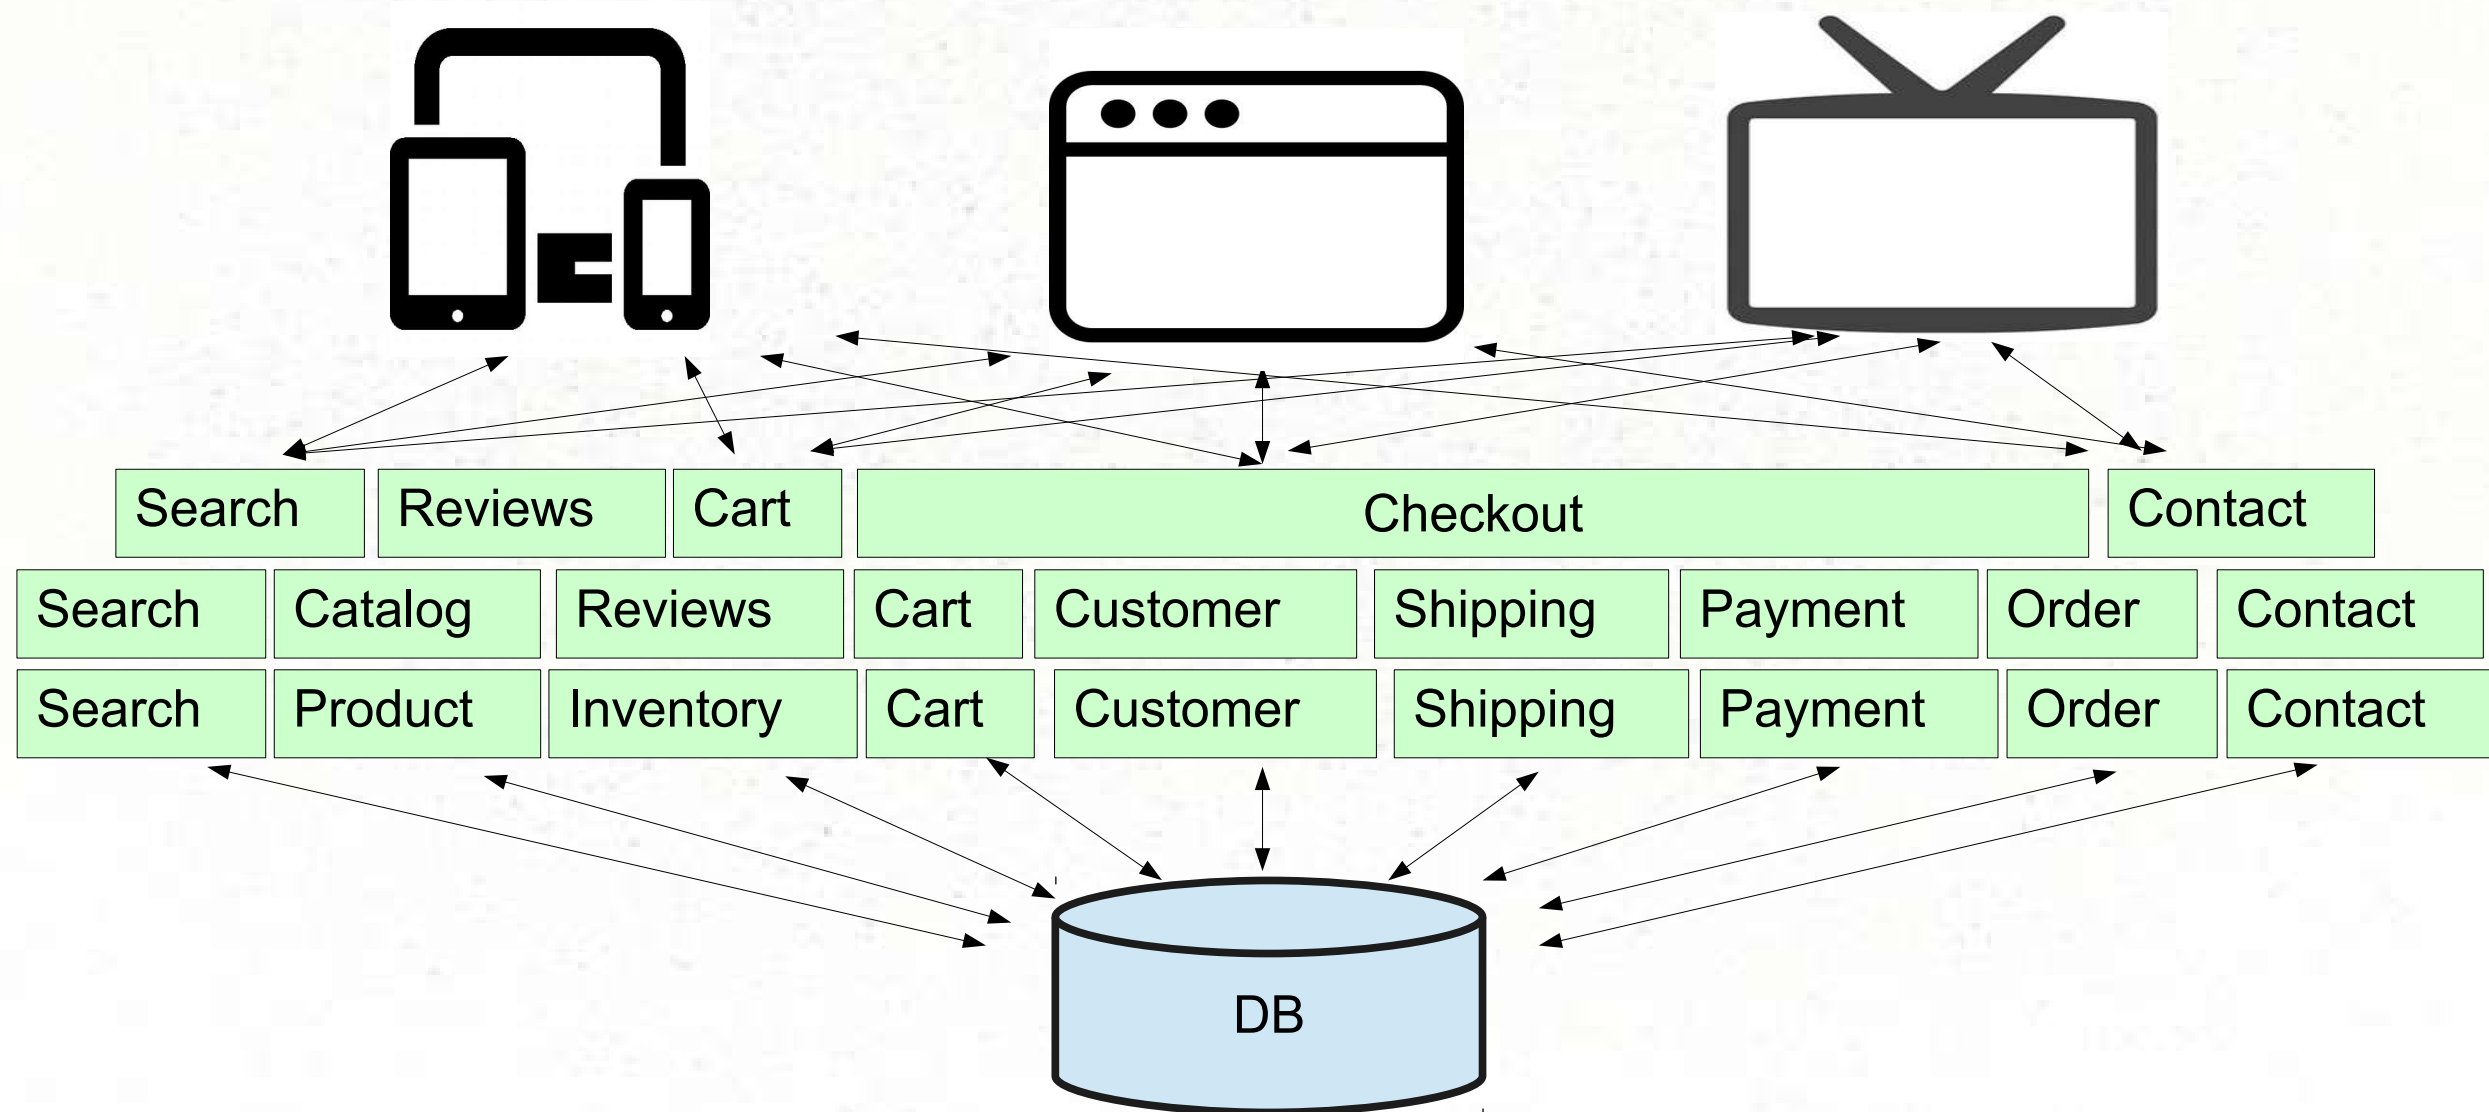 Search Reviews Cart Checkout Contact
Search Catalog Reviews Cart Customer Shipping Payment Order Contact
Search Product Inventory Cart Customer Shipping Payment Order Contact
DB